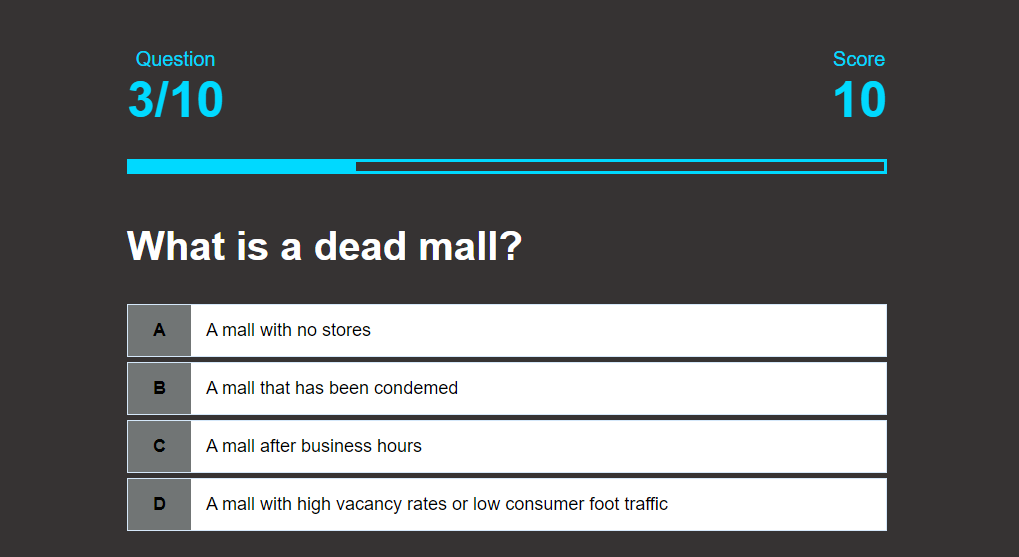 Question
3/10
Score
10
What is a dead mall?
A A mall with no stores
B A mall that has been condemed
C A mall after business hours
D A mall with high vacancy rates or low consumer foot traffic